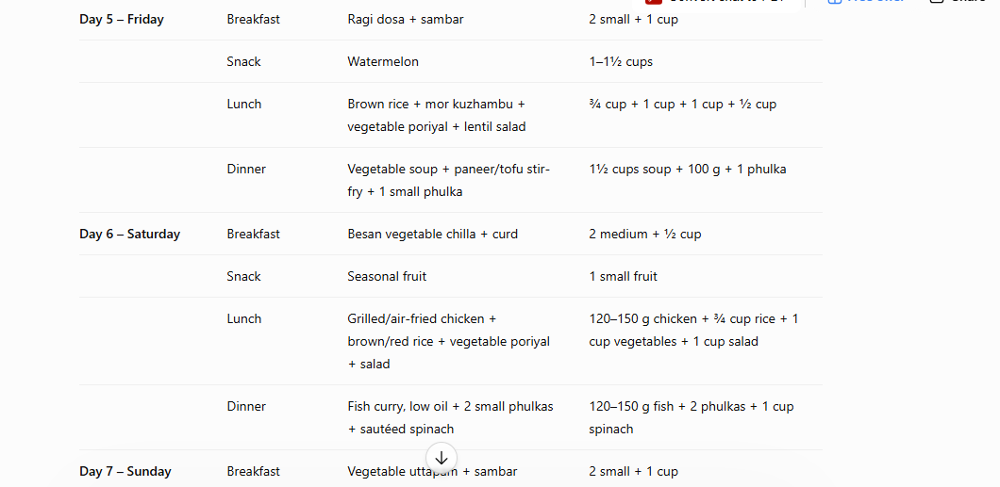 Day 5 – Friday Breakfast Ragi dosa + sambar 2 small + 1 cup
Snack Watermelon 1–1½ cups
Lunch Brown rice + mor kuzhambu + ¾ cup + 1 cup + 1 cup + ½ cup
vegetable poriyal + lentil salad
Dinner Vegetable soup + paneer/tofu stir- 1½ cups soup + 100 g + 1 phulka
fry + 1 small phulka
Day 6 – Saturday Breakfast Besan vegetable chilla + curd 2 medium + ½ cup
Snack Seasonal fruit 1 small fruit
Lunch Grilled/air-fried chicken + 120–150 g chicken + ¾ cup rice + 1
brown/red rice + vegetable poriyal cup vegetables + 1 cup salad
+ salad
Dinner Fish curry, low oil + 2 small phulkas 120–150 g fish + 2 phulkas + 1 cup
+ sautéed spinach spinach
Day 7 – Sunday Breakfast Vegetable uttapam + sambar 2 small + 1 cup